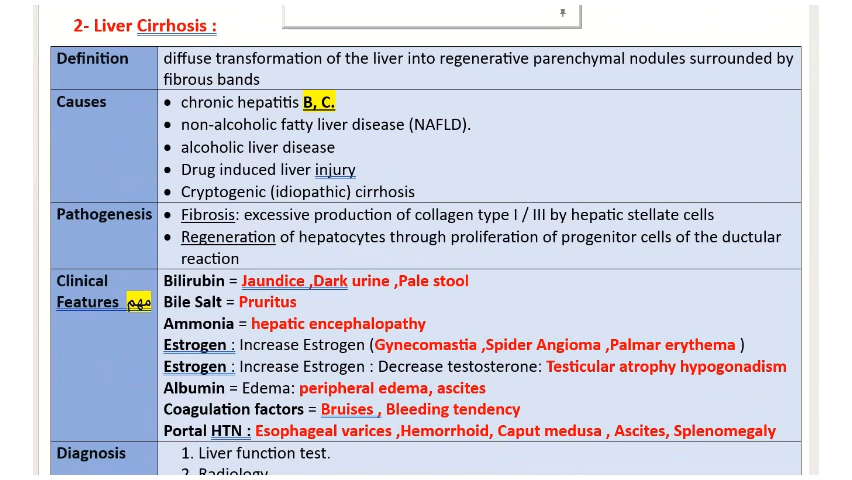 2- Liver Cirrhosis :
Definition
diffuse transformation of the liver into regenerative parenchymal nodules surrounded by
fibrous bands
Causes
• chronic hepatitis B, C.
• non-alcoholic fatty liver disease (NAFLD).
• alcoholic liver disease
• Drug induced liver injury
• Cryptogenic (idiopathic) cirrhosis
Pathogenesis
• Fibrosis: excessive production of collagen type I / III by hepatic stellate cells
• Regeneration of hepatocytes through proliferation of progenitor cells of the ductular
reaction
Clinical
Features مهم
Bilirubin = Jaundice ,Dark urine ,Pale stool
Bile Salt = Pruritus
Ammonia = hepatic encephalopathy
Estrogen : Increase Estrogen (Gynecomastia ,Spider Angioma ,Palmar erythema )
Estrogen : Increase Estrogen : Decrease testosterone: Testicular atrophy hypogonadism
Albumin = Edema: peripheral edema, ascites
Coagulation factors = Bruises , Bleeding tendency
Portal HTN : Esophageal varices ,Hemorrhoid, Caput medusa , Ascites, Splenomegaly
Diagnosis
1. Liver function test.
2. Radiology